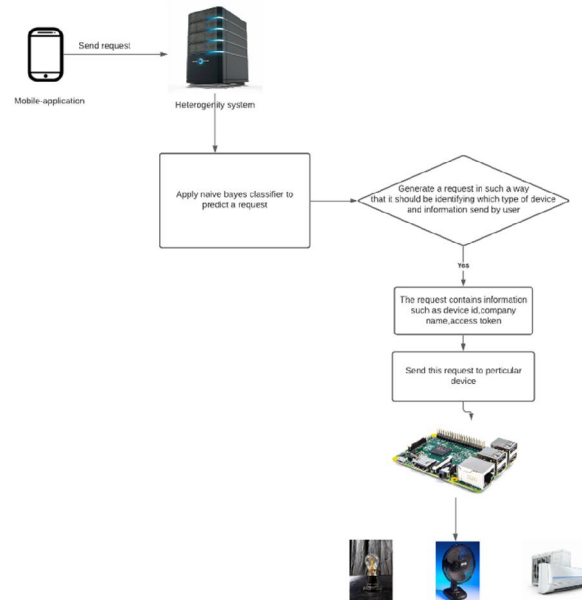 Send request
Mobile-application
Heterogenity system
Apply naive bayes classifier to
predict a request
Generate a request in such a way
that it should be identifying which type of device
and information send by user
Yes
The request contains information
such as device id,company
name,access token
Send this request to perticular
device